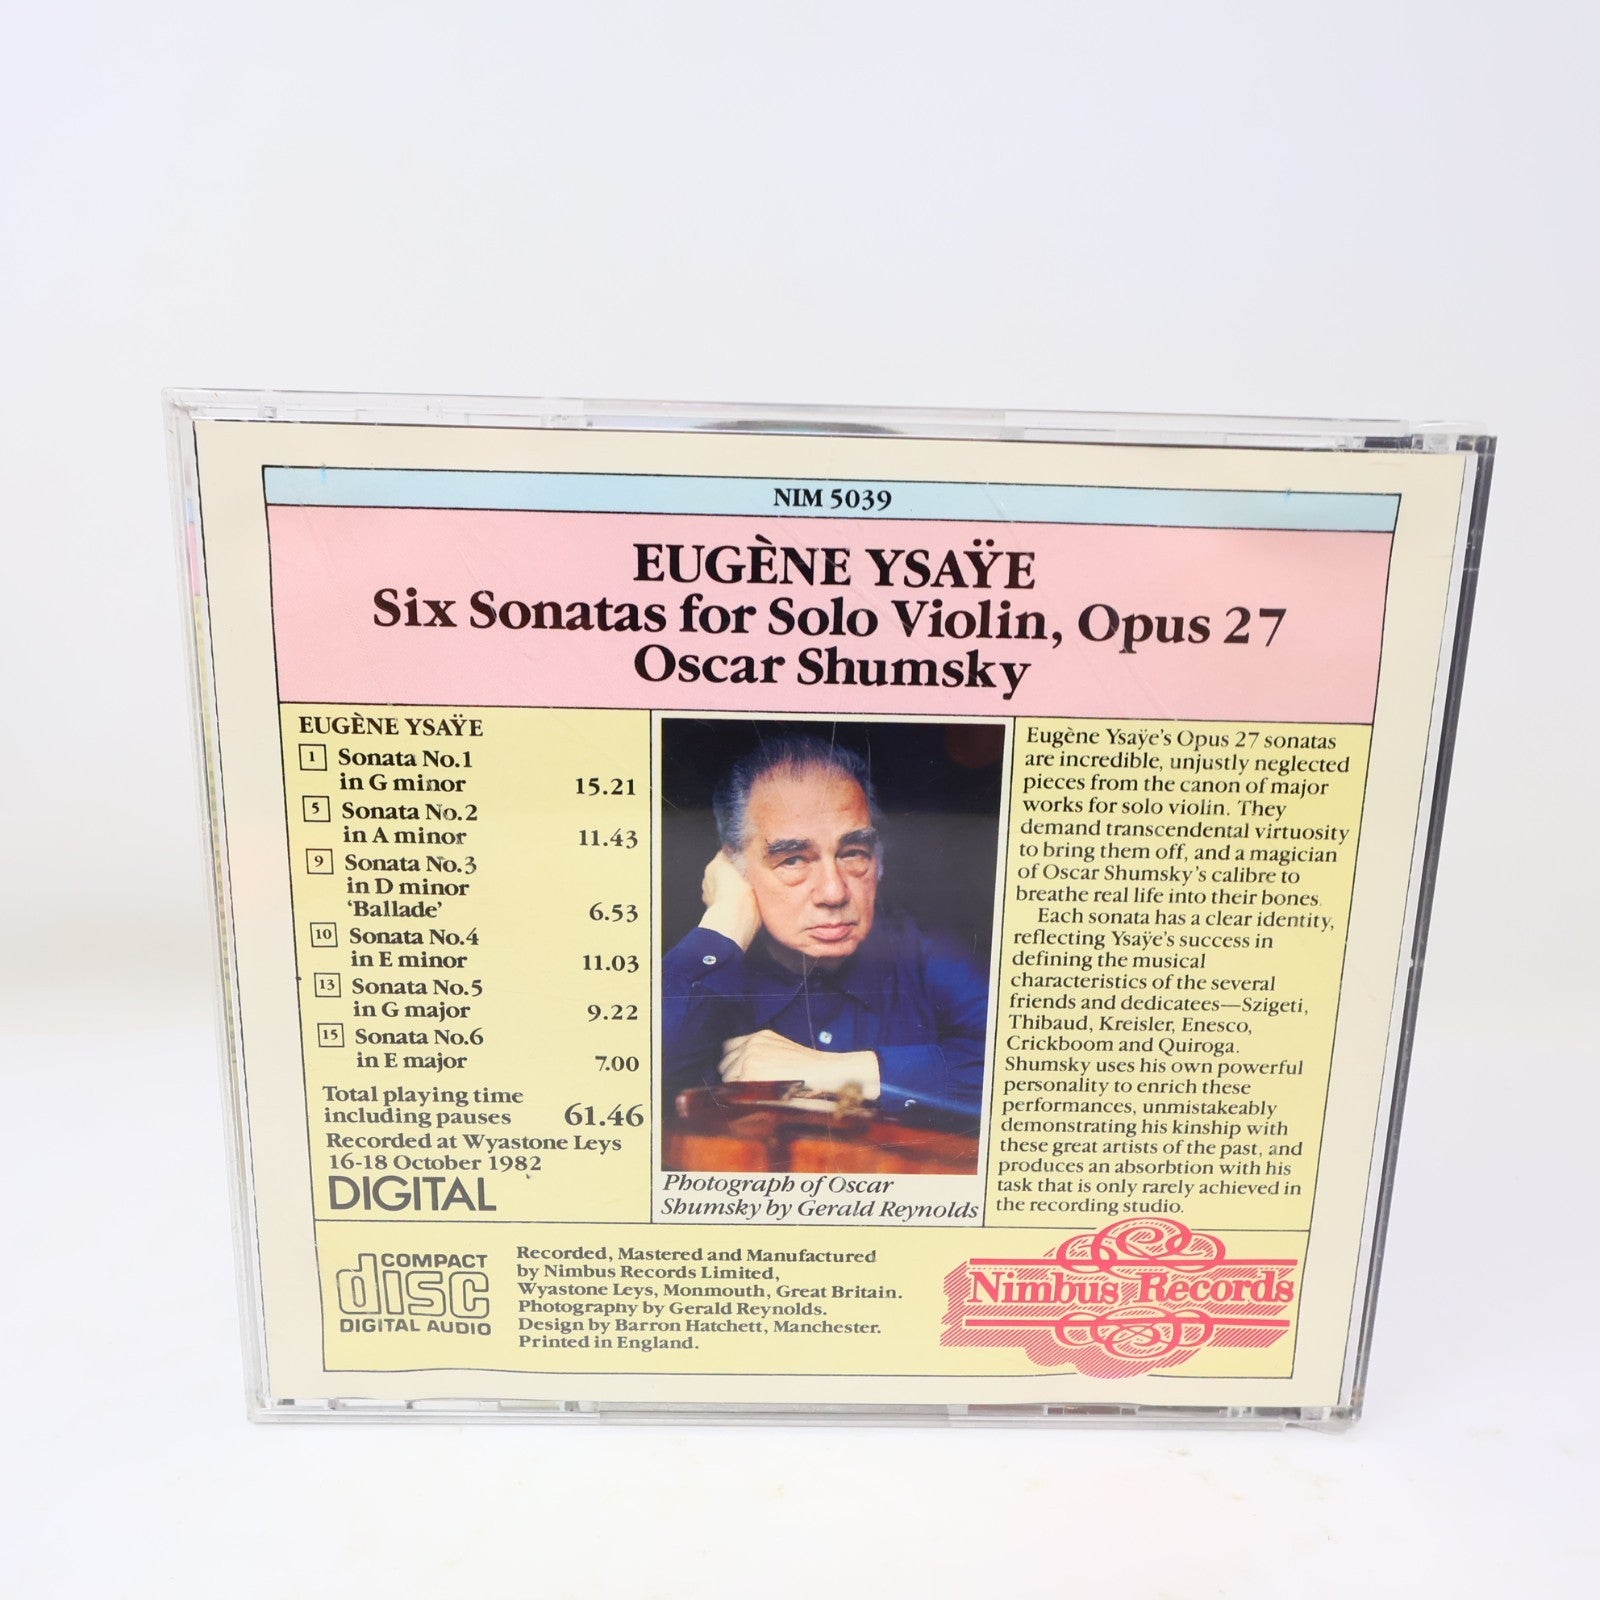 NIM 5039
EUGÈNE YSAŸE
Six Sonatas for Solo Violin, Opus 27
Oscar Shumsky
EUGÈNE YSAŸE
1 Sonata No.1
in G minor 15.21
5 Sonata No.2
in A minor 11.43
9 Sonata No.3
in D minor
‘Ballade’ 6.53
10 Sonata No.4
in E minor 11.03
13 Sonata No.5
in G major 9.22
15 Sonata No.6
in E major 7.00
Total playing time
including pauses 61.46
Recorded at Wyastone Leys
16-18 October 1982
DIGITAL
Photograph of Oscar
Shumsky by Gerald Reynolds
Eugène Ysaÿe’s Opus 27 sonatas
are incredible, unjustly neglected
pieces from the canon of major
works for solo violin. They
demand transcendental virtuosity
to bring them off, and a magician
of Oscar Shumsky’s calibre to
breathe real life into their bones.
Each sonata has a clear identity,
reflecting Ysaÿe’s success in
defining the musical
characteristics of the several
friends and dedicatees—Szigeti,
Thibaud, Kreisler, Enesco,
Crickboom and Quiroga.
Shumsky uses his own powerful
personality to enrich these
performances, unmistakeably
demonstrating his kinship with
these great artists of the past, and
produces an absorbtion with his
task that is only rarely achieved in
the recording studio.
COMPACT
disc
DIGITAL AUDIO
Recorded, Mastered and Manufactured
by Nimbus Records Limited,
Wyastone Leys, Monmouth, Great Britain.
Photography by Gerald Reynolds.
Design by Barron Hatchett, Manchester.
Printed in England.
Nimbus Records